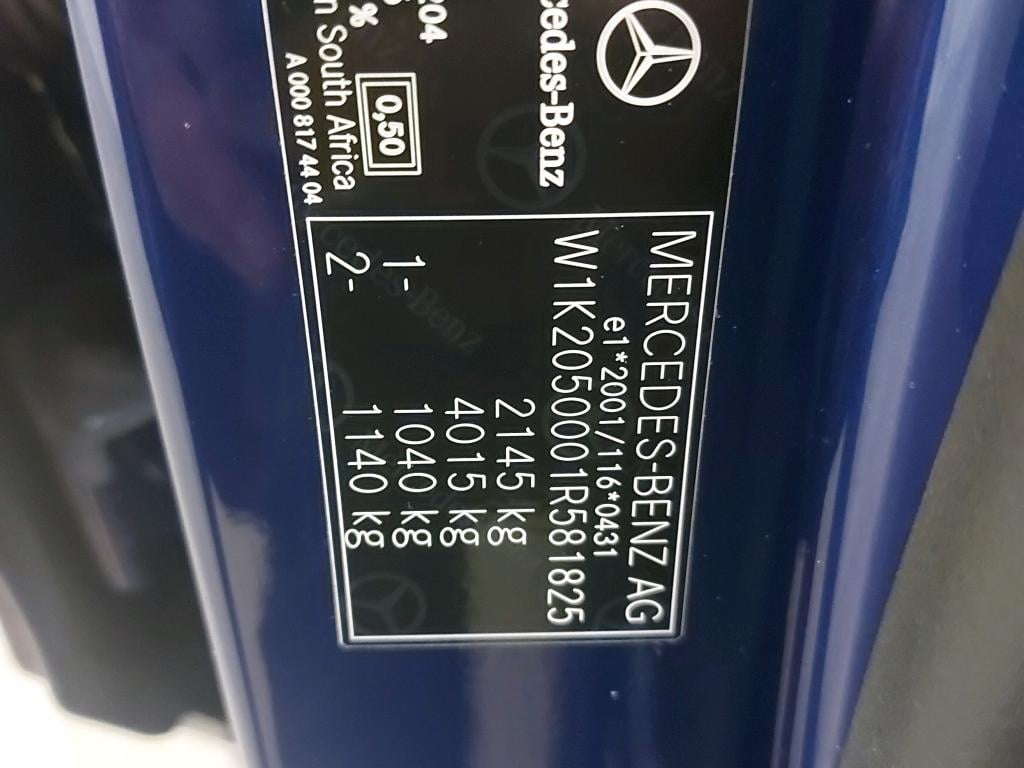 Mercedes-Benz
204
%
0,50
South Africa
A 000 817 44 04
MERCEDES-BENZ AG
e1*2001/116*0431
W1K2050001R581825
2145 kg
4015 kg
1- 1040 kg
2- 1140 kg